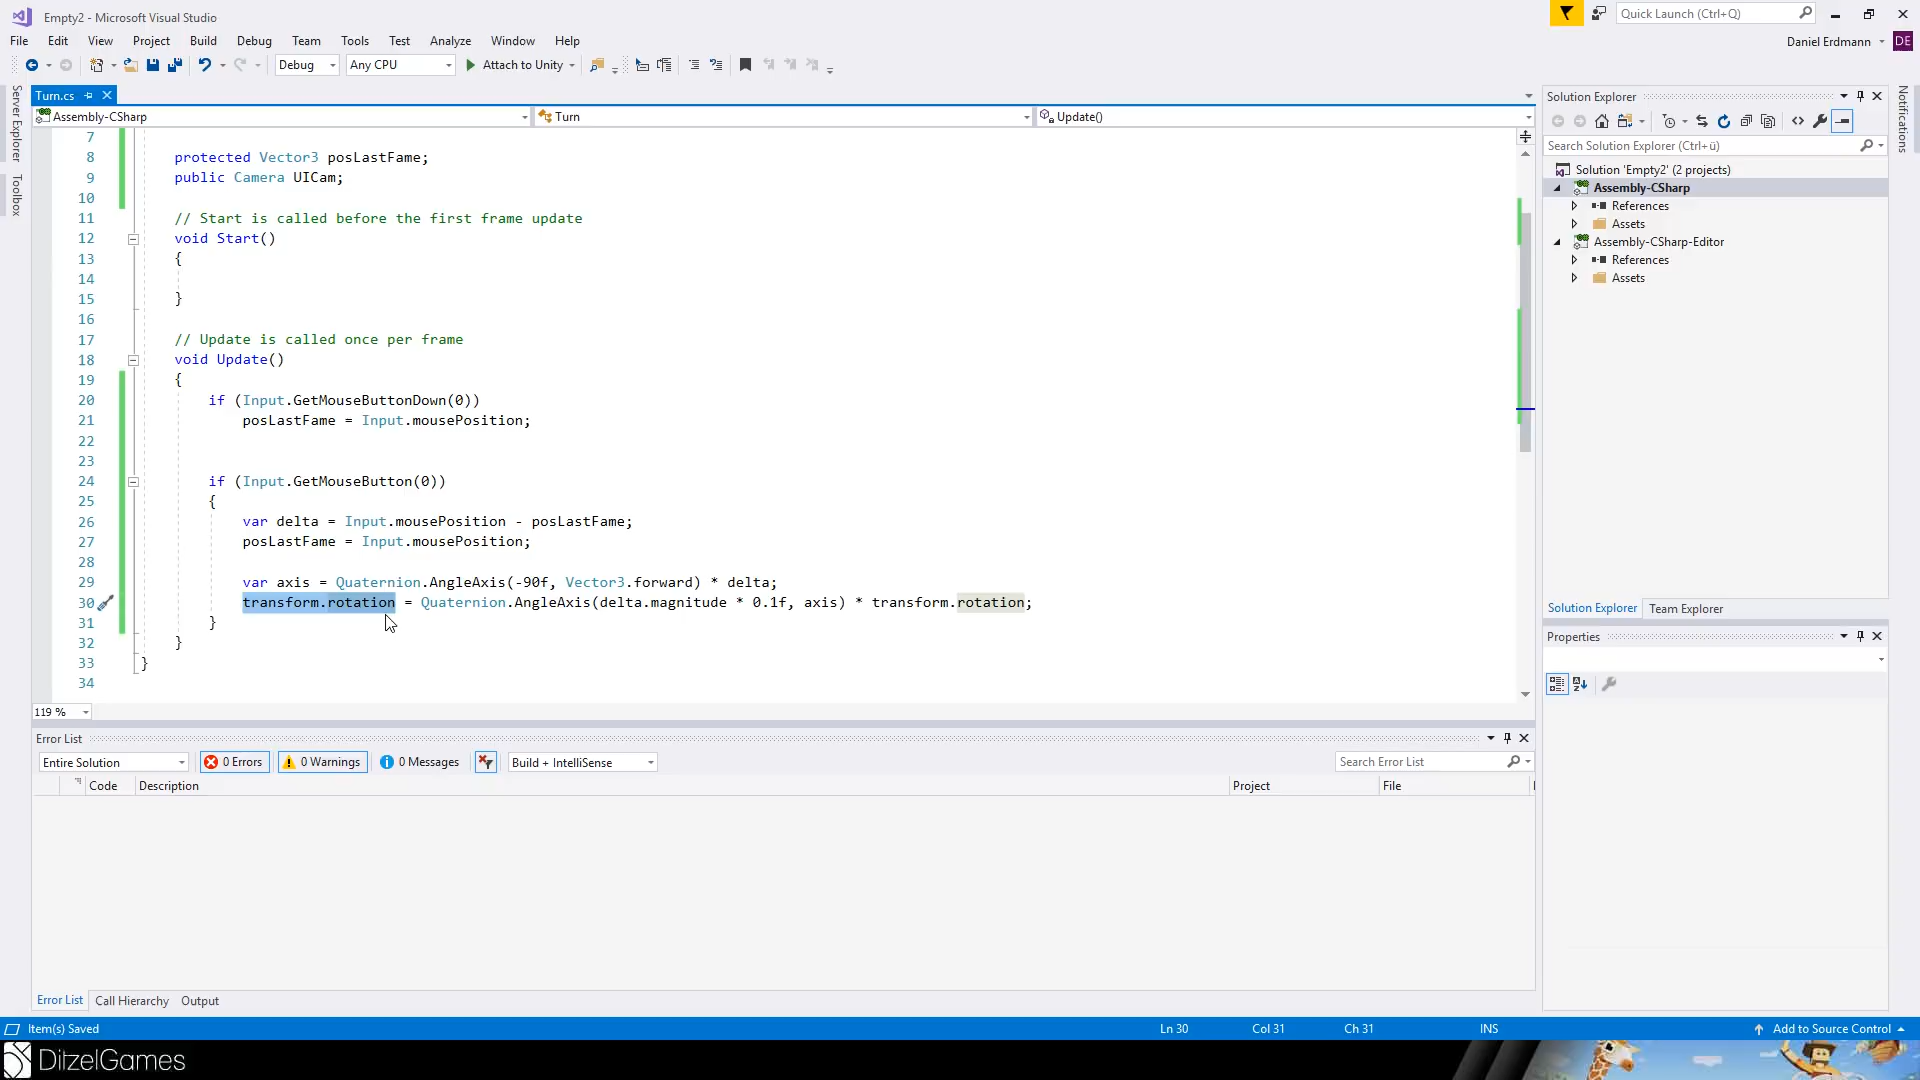 Empty2 - Microsoft Visual Studio
Quick Launch (Ctrl+Q)
File Edit View Project Build Debug Team Tools Test Analyze Window Help
Daniel Erdmann DE
Debug Any CPU Attach to Unity
Server Explorer
Toolbox
Notifications
Turn.cs
Assembly-CSharp Turn Update()
7
8 protected Vector3 posLastFame;
9 public Camera UICam;
10
11 // Start is called before the first frame update
12 void Start()
13 {
14
15 }
16
17 // Update is called once per frame
18 void Update()
19 {
20 if (Input.GetMouseButtonDown(0))
21 posLastFame = Input.mousePosition;
22
23
24 if (Input.GetMouseButton(0))
25 {
26 var delta = Input.mousePosition - posLastFame;
27 posLastFame = Input.mousePosition;
28
29 var axis = Quaternion.AngleAxis(-90f, Vector3.forward) * delta;
30 transform.rotation = Quaternion.AngleAxis(delta.magnitude * 0.1f, axis) * transform.rotation;
31 }
32 }
33 }
34
119 %
Solution Explorer
Search Solution Explorer (Ctrl+ü)
Solution 'Empty2' (2 projects)
Assembly-CSharp
References
Assets
Assembly-CSharp-Editor
References
Assets
Solution Explorer Team Explorer
Properties
Error List
Entire Solution 0 Errors 0 Warnings 0 Messages Build + IntelliSense Search Error List
Code Description Project File
Error List Call Hierarchy Output
Item(s) Saved Ln 30 Col 31 Ch 31 INS Add to Source Control
DitzelGames